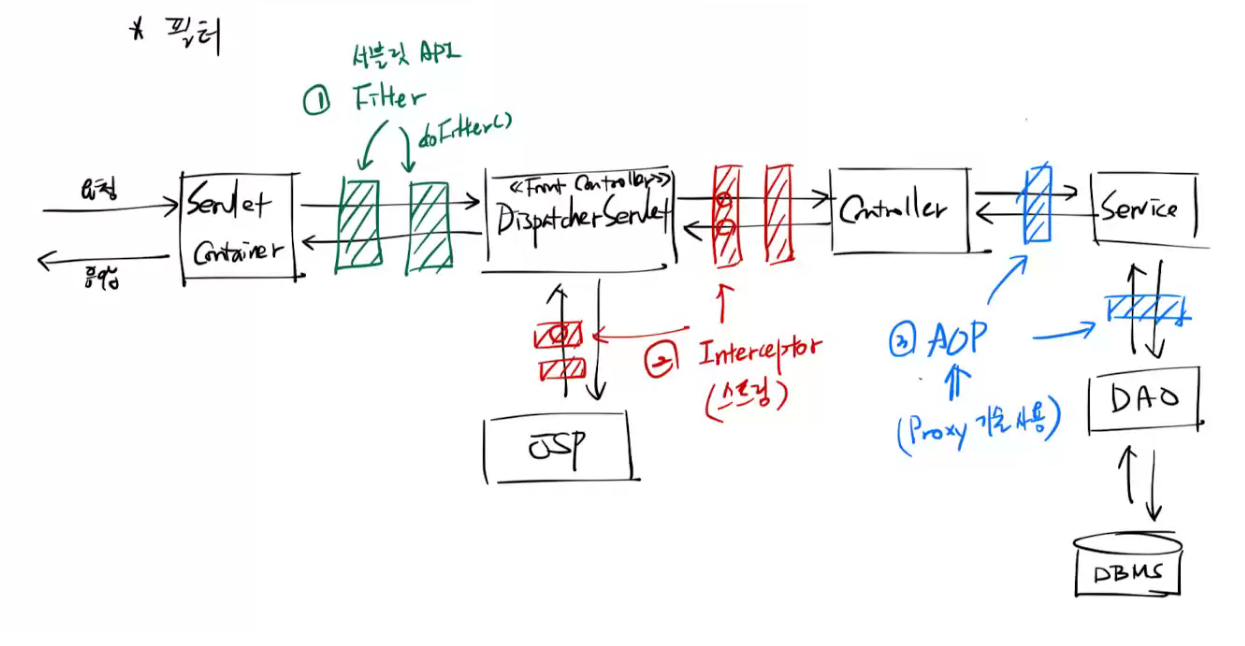 * 필터
서블릿 API
① Filter
doFilter()
요청
응답
Servlet
Container
<<Front Controller>>
DispatcherServlet
Controller
Service
② Interceptor
(스프링)
③ AOP
(Proxy 기술 사용)
JSP
DAO
DBMS